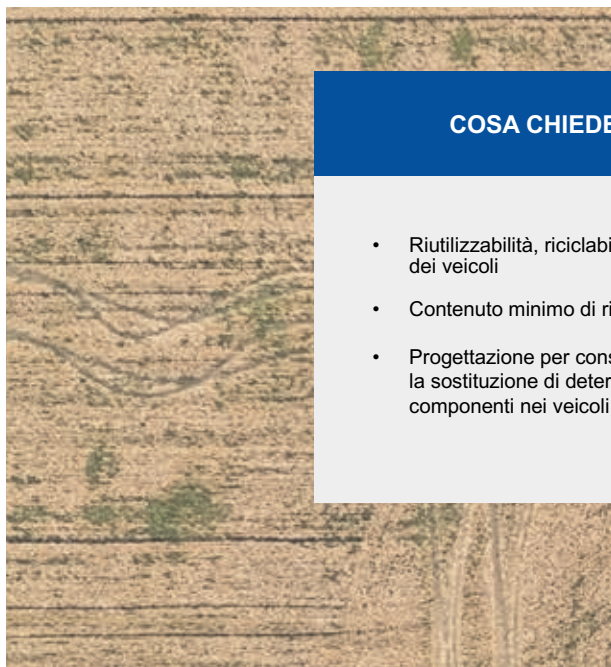 COSA CHIEDE
• Riutilizzabilità, riciclabi
dei veicoli
• Contenuto minimo di ri
• Progettazione per cons
la sostituzione di deter
componenti nei veicoli